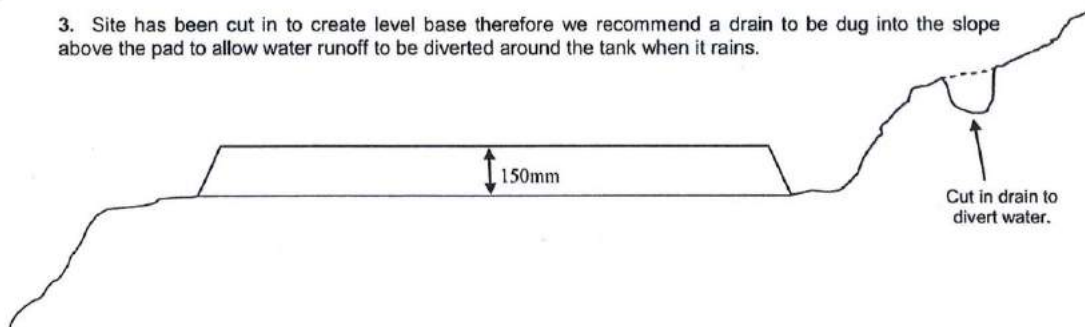 3. Site has been cut in to create level base therefore we recommend a drain to be dug into the slope
above the pad to allow water runoff to be diverted around the tank when it rains.
150mm
Cut in drain to
divert water.